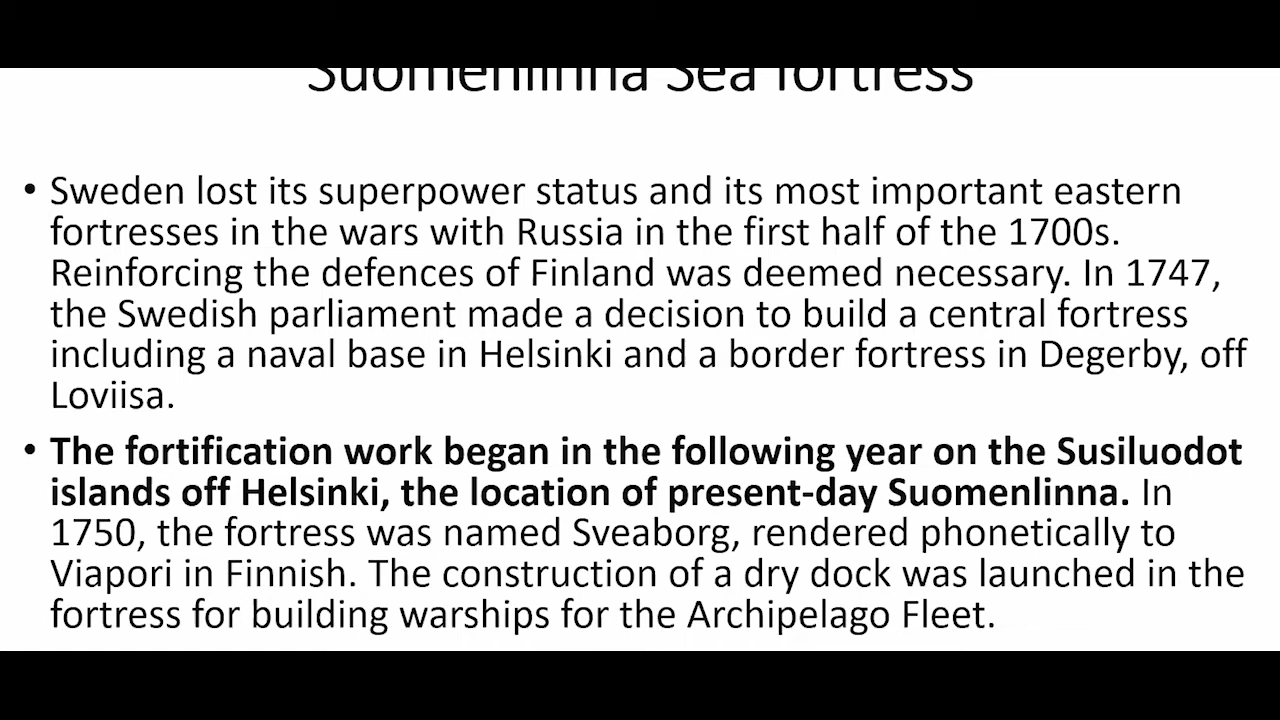 Suomenlinna Sea fortress
• Sweden lost its superpower status and its most important eastern
fortresses in the wars with Russia in the first half of the 1700s.
Reinforcing the defences of Finland was deemed necessary. In 1747,
the Swedish parliament made a decision to build a central fortress
including a naval base in Helsinki and a border fortress in Degerby, off
Loviisa.
• The fortification work began in the following year on the Susiluodot
islands off Helsinki, the location of present-day Suomenlinna. In
1750, the fortress was named Sveaborg, rendered phonetically to
Viapori in Finnish. The construction of a dry dock was launched in the
fortress for building warships for the Archipelago Fleet.